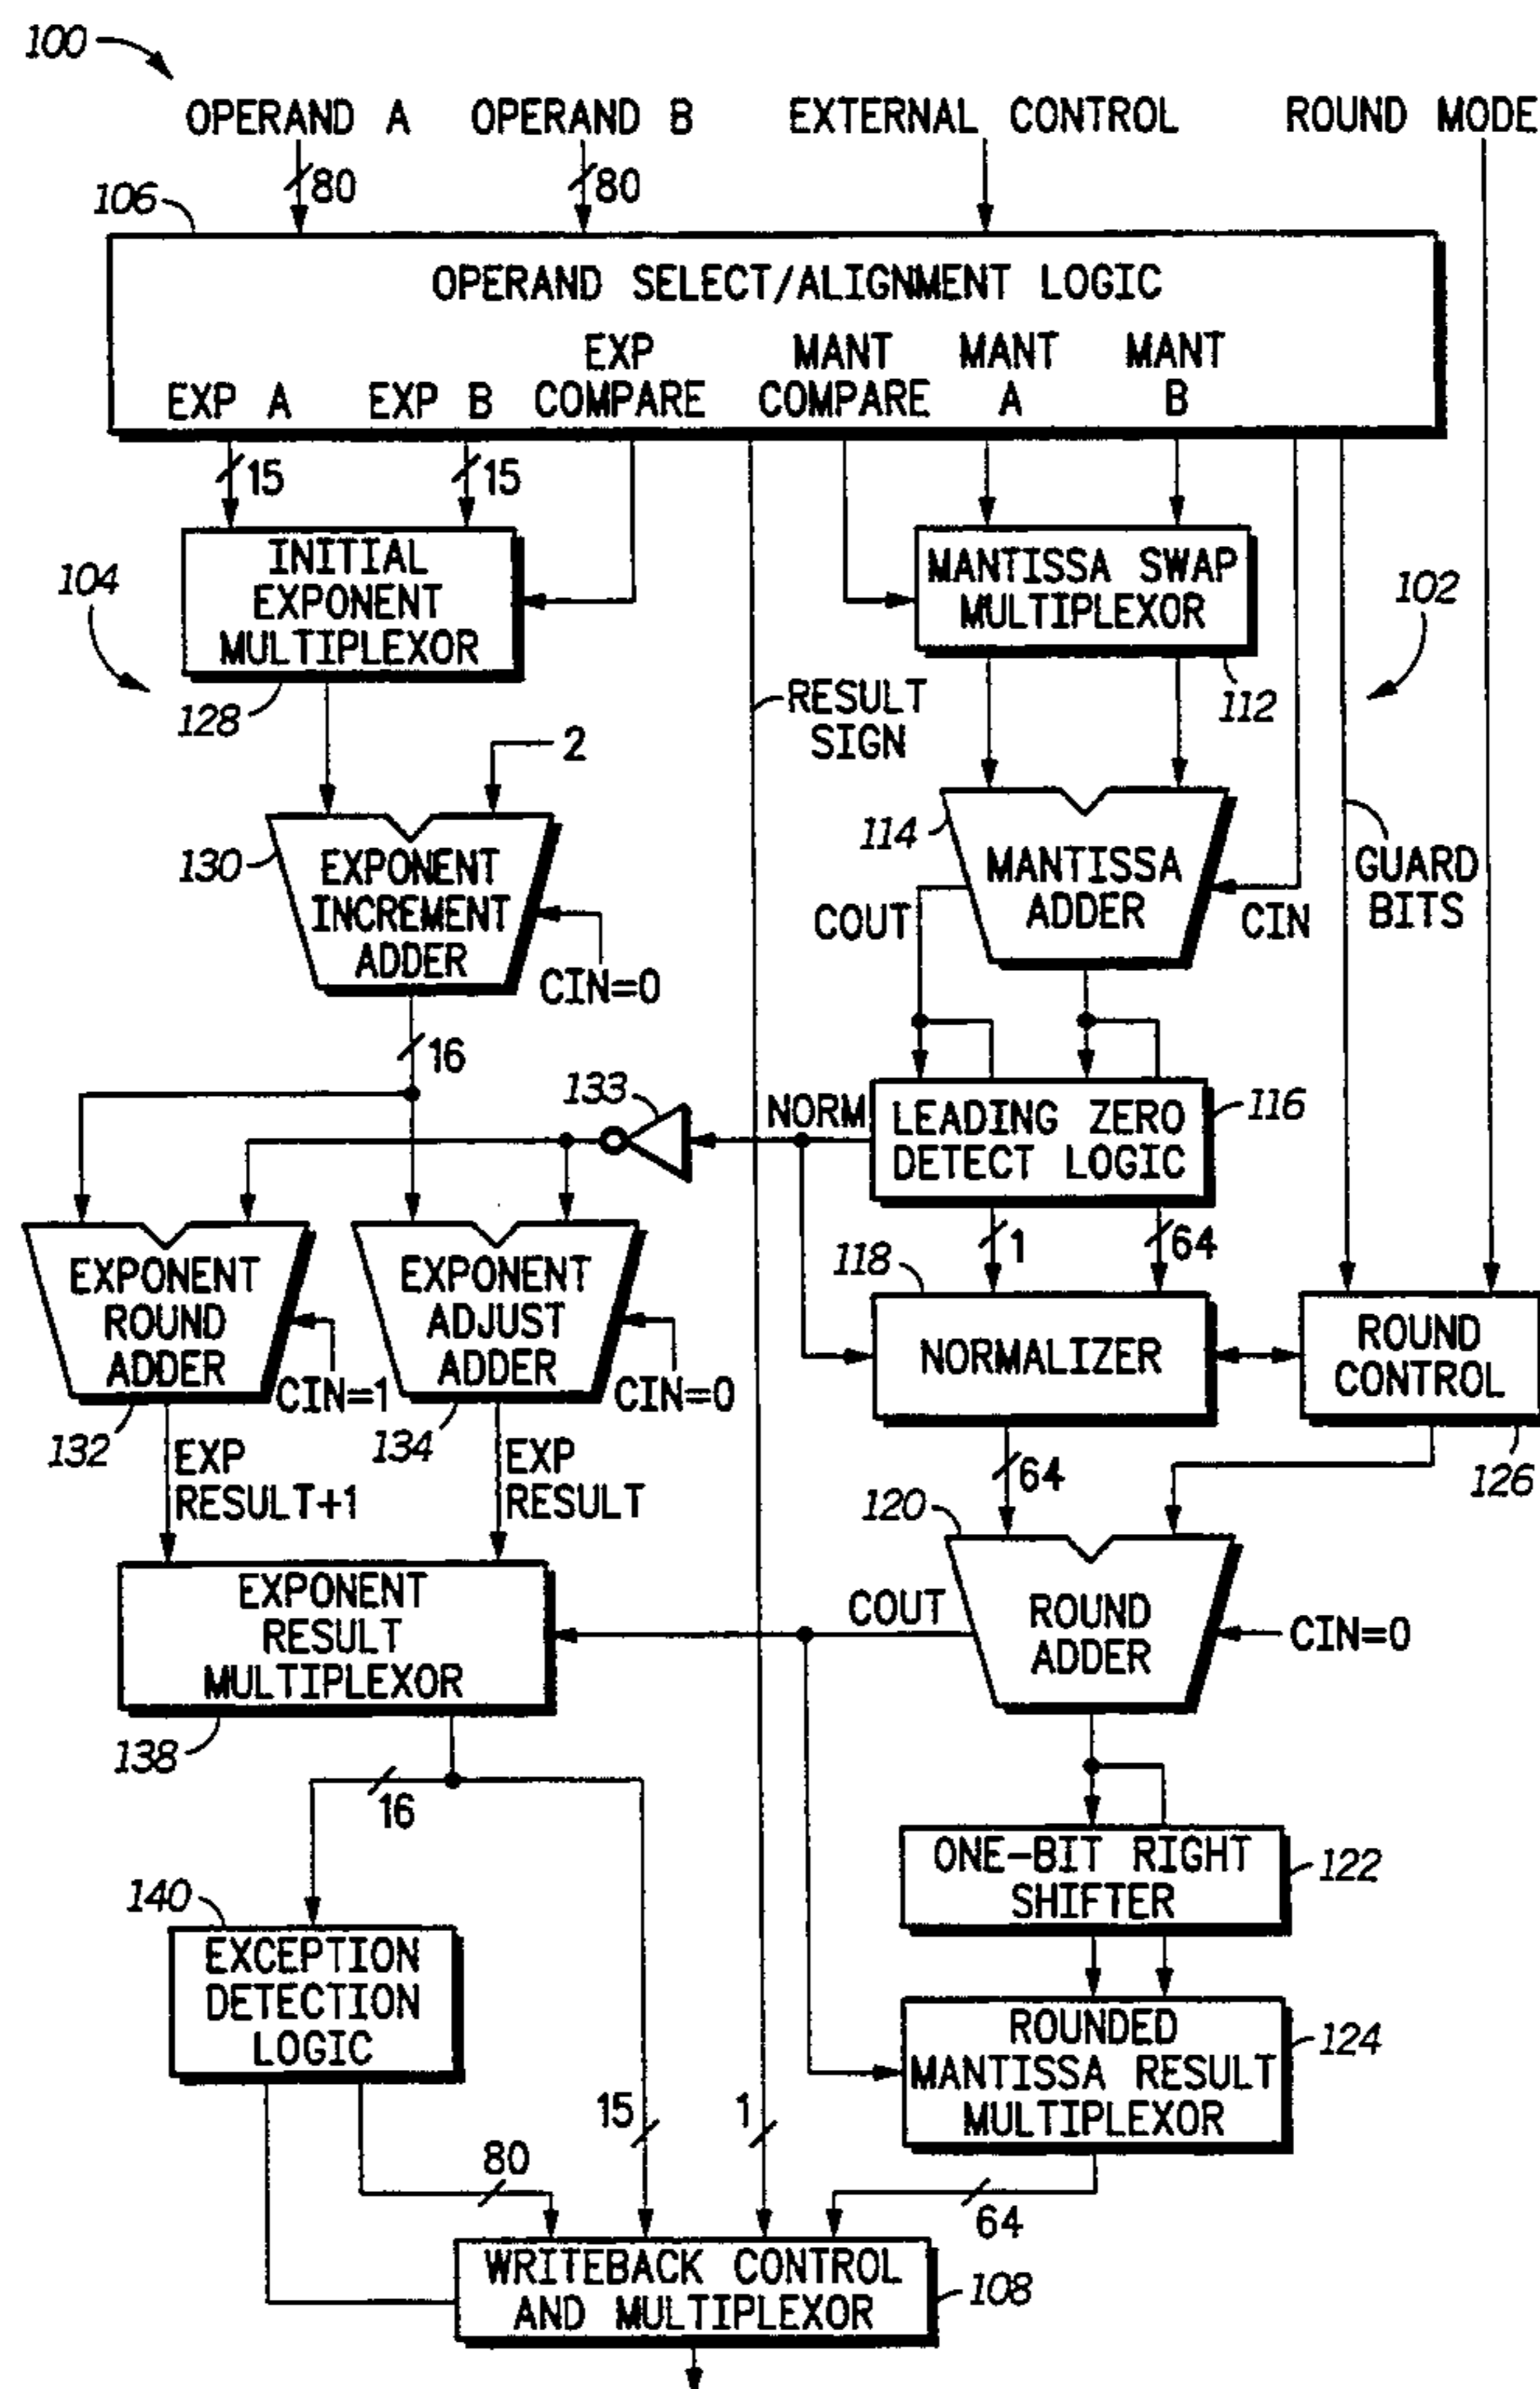 100
OPERAND A
OPERAND B
EXTERNAL CONTROL
ROUND MODE
80
80
106
OPERAND SELECT/ALIGNMENT LOGIC
EXP A
EXP B
EXP
COMPARE
MANT
COMPARE
MANT
A
MANT
B
15
15
104
INITIAL
EXPONENT
MULTIPLEXOR
128
MANTISSA SWAP
MULTIPLEXOR
112
102
RESULT
SIGN
2
130
EXPONENT
INCREMENT
ADDER
CIN=0
114
MANTISSA
ADDER
COUT
CIN
GUARD
BITS
16
133
NORM
LEADING ZERO
DETECT LOGIC
116
1
64
EXPONENT
ROUND
ADDER
CIN=1
132
EXPONENT
ADJUST
ADDER
CIN=0
134
118
NORMALIZER
ROUND
CONTROL
126
EXP
RESULT+1
EXP
RESULT
64
120
ROUND
ADDER
COUT
CIN=0
EXPONENT
RESULT
MULTIPLEXOR
138
16
ONE-BIT RIGHT
SHIFTER
122
140
EXCEPTION
DETECTION
LOGIC
ROUNDED
MANTISSA RESULT
MULTIPLEXOR
124
15
1
80
64
WRITEBACK CONTROL
AND MULTIPLEXOR
108